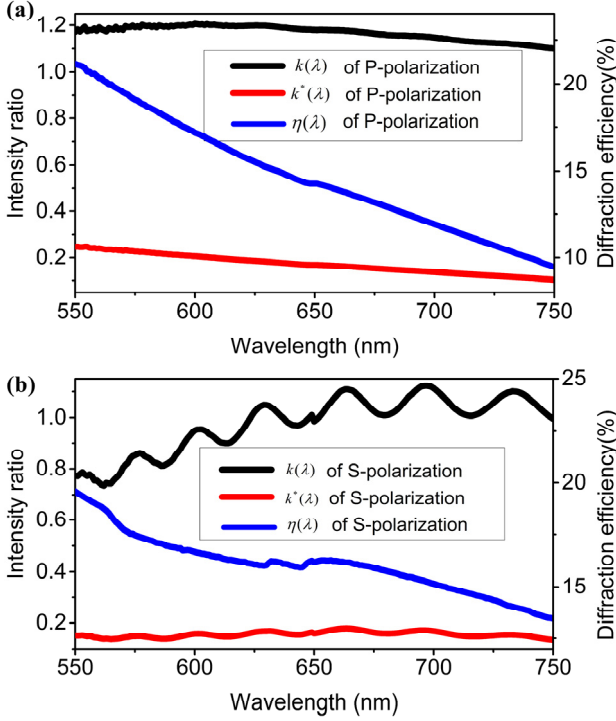 (a)
1.2
1.0
0.8
0.6
0.4
0.2
Intensity ratio
k(λ) of P-polarization
k*(λ) of P-polarization
η(λ) of P-polarization
20
15
10
Diffraction efficiency(%)
550 600 650 700 750
Wavelength (nm)
(b)
1.0
0.8
0.6
0.4
0.2
Intensity ratio
k(λ) of S-polarization
k*(λ) of S-polarization
η(λ) of S-polarization
25
20
15
Diffraction efficiency(%)
550 600 650 700 750
Wavelength (nm)